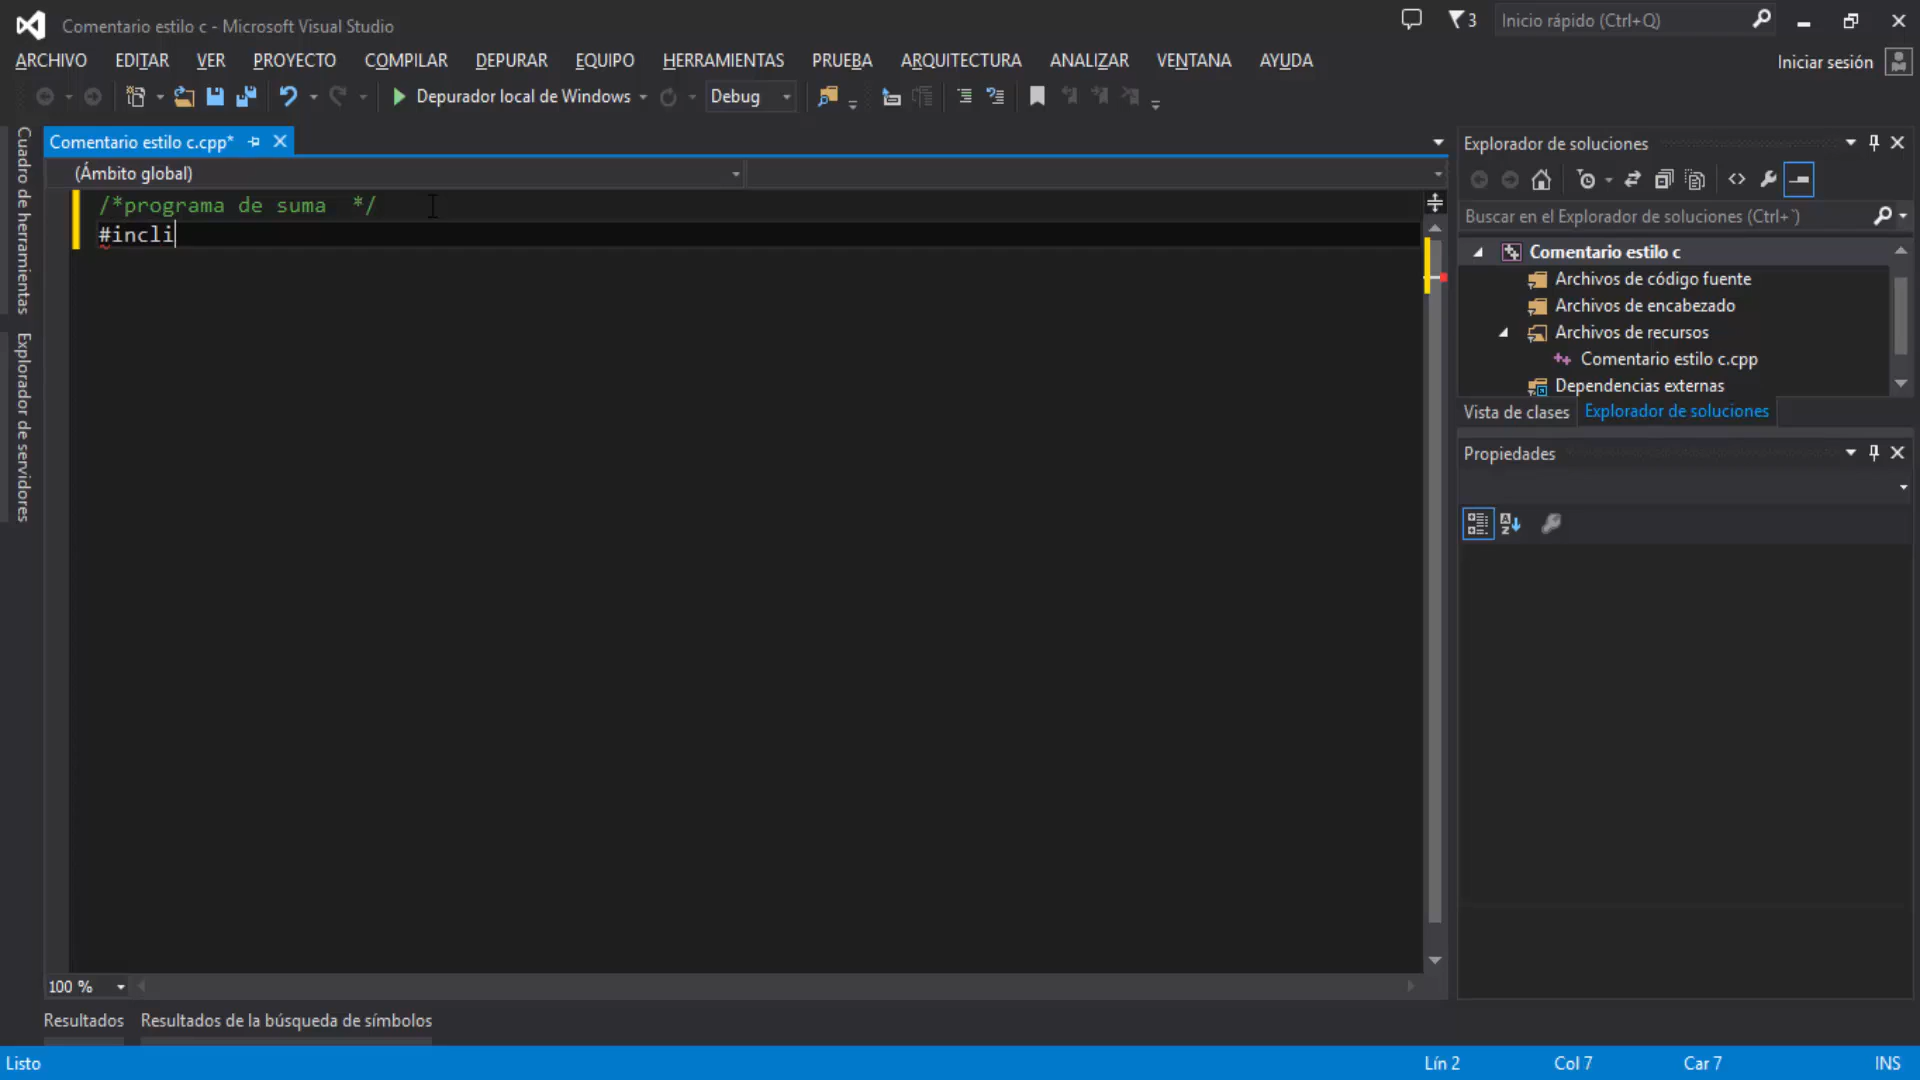 Comentario estilo c - Microsoft Visual Studio
3
Inicio rápido (Ctrl+Q)
ARCHIVO EDITAR VER PROYECTO COMPILAR DEPURAR EQUIPO HERRAMIENTAS PRUEBA ARQUITECTURA ANALIZAR VENTANA AYUDA
Iniciar sesión
Depurador local de Windows
Debug
Cuadro de herramientas
Explorador de servidores
Comentario estilo c.cpp*
(Ámbito global)
/*programa de suma  */
#incli
Explorador de soluciones
Buscar en el Explorador de soluciones (Ctrl+`)
Comentario estilo c
Archivos de código fuente
Archivos de encabezado
Archivos de recursos
Comentario estilo c.cpp
Dependencias externas
Vista de clases Explorador de soluciones
Propiedades
100 %
Resultados Resultados de la búsqueda de símbolos
Listo
Lín 2 Col 7 Car 7 INS